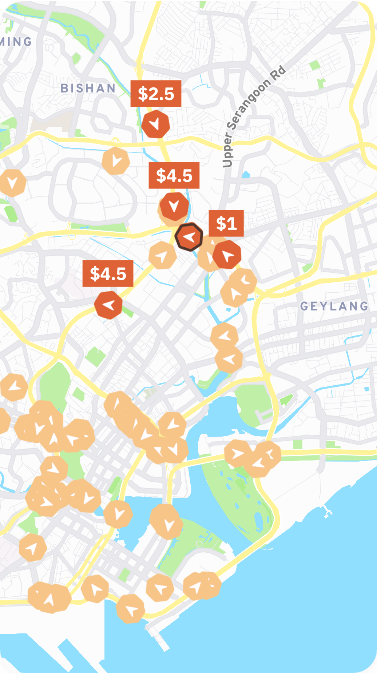 MING
BISHAN
$2.5
Upper Serangoon Rd
$4.5
$1
$4.5
GEYLANG